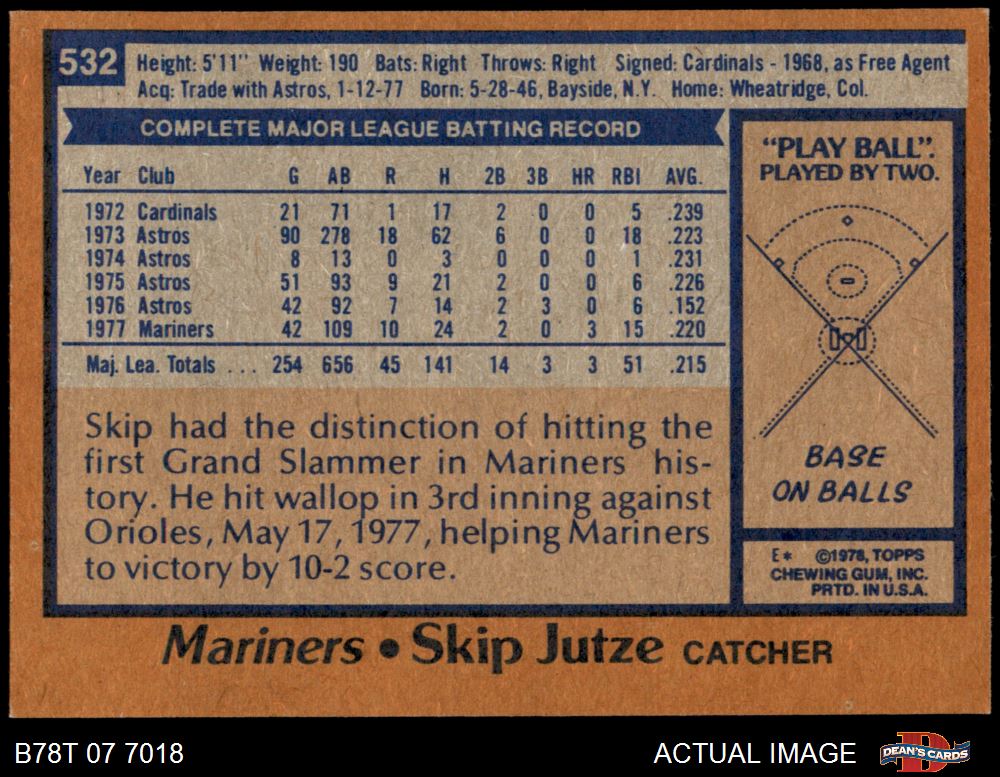 532
Height: 5'11" Weight: 190 Bats: Right Throws: Right Signed: Cardinals - 1968, as Free Agent
Acq: Trade with Astros, 1-12-77 Born: 5-28-46, Bayside, N.Y. Home: Wheatridge, Col.
COMPLETE MAJOR LEAGUE BATTING RECORD
Year Club G AB R H 2B 3B HR RBI AVG.
1972 Cardinals 21 71 1 17 2 0 0 5 .239
1973 Astros 90 278 18 62 6 0 0 18 .223
1974 Astros 8 13 0 3 0 0 0 1 .231
1975 Astros 51 93 9 21 2 0 0 6 .226
1976 Astros 42 92 7 14 2 3 0 6 .152
1977 Mariners 42 109 10 24 2 0 3 15 .220
Maj. Lea. Totals ... 254 656 45 141 14 3 3 51 .215
Skip had the distinction of hitting the
first Grand Slammer in Mariners his-
tory. He hit wallop in 3rd inning against
Orioles, May 17, 1977, helping Mariners
to victory by 10-2 score.
"PLAY BALL".
PLAYED BY TWO.
BASE
ON BALLS
E* ©1978, TOPPS
CHEWING GUM, INC.
PRTD. IN U.S.A.
Mariners • Skip Jutze CATCHER
B78T 07 7018
ACTUAL IMAGE
D
DEAN'S CARDS